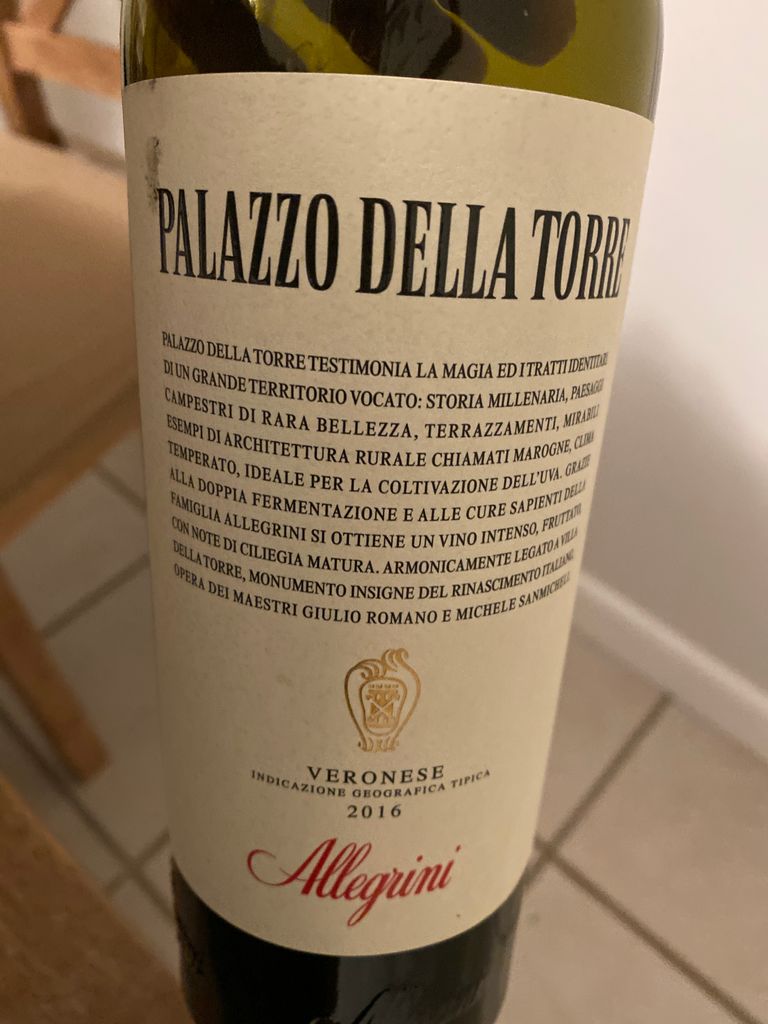 PALAZZO DELLA TORRE
PALAZZO DELLA TORRE TESTIMONIA LA MAGIA ED I TRATTI IDENTITARI
DI UN GRANDE TERRITORIO VOCATO: STORIA MILLENARIA, PAESAGGI
CAMPESTRI DI RARA BELLEZZA, TERRAZZAMENTI, MIRABILI
ESEMPI DI ARCHITETTURA RURALE CHIAMATI MAROGNE, CLIMA
TEMPERATO, IDEALE PER LA COLTIVAZIONE DELL'UVA. GRAZIE
ALLA DOPPIA FERMENTAZIONE E ALLE CURE SAPIENTI DELLA
FAMIGLIA ALLEGRINI SI OTTIENE UN VINO INTENSO, FRUTTATO,
CON NOTE DI CILIEGIA MATURA. ARMONICAMENTE LEGATO A VILLA
DELLA TORRE, MONUMENTO INSIGNE DEL RINASCIMENTO ITALIANO,
OPERA DEI MAESTRI GIULIO ROMANO E MICHELE SANMICHELI.
VERONESE
INDICAZIONE GEOGRAFICA TIPICA
2016
Allegrini